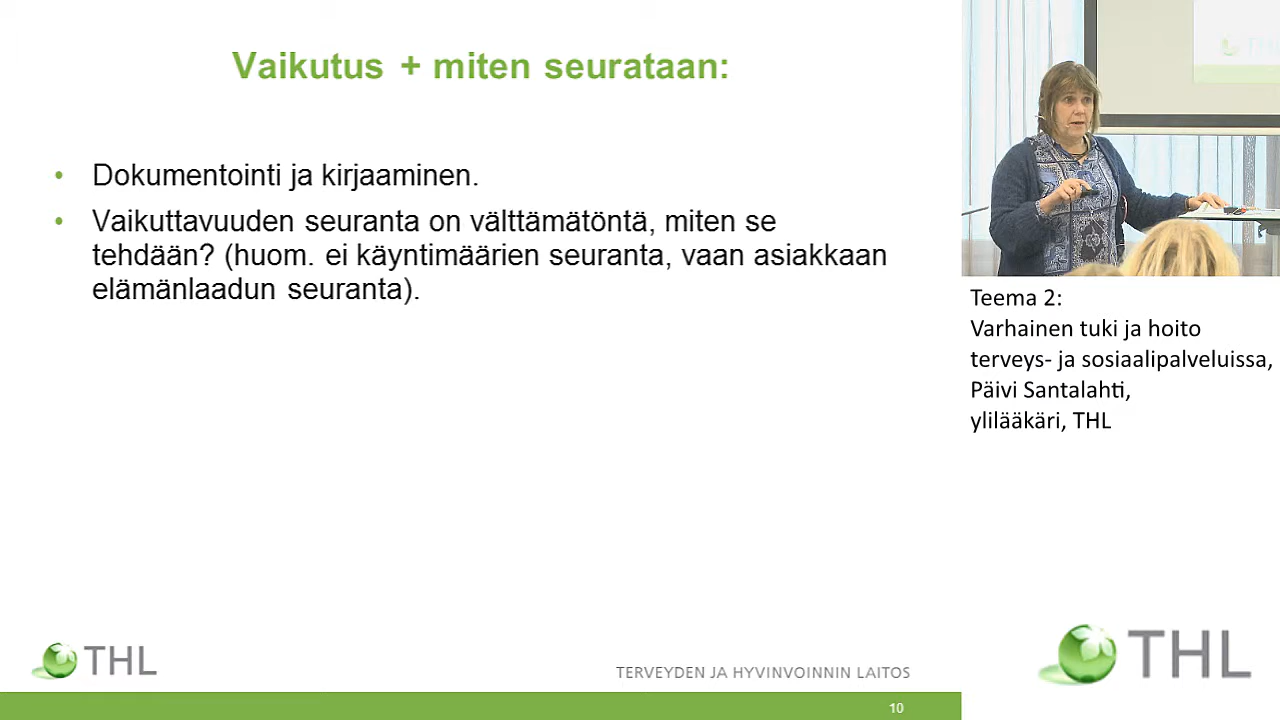 Vaikutus + miten seurataan:
• Dokumentointi ja kirjaaminen.
• Vaikuttavuuden seuranta on välttämätöntä, miten se
tehdään? (huom. ei käyntimäärien seuranta, vaan asiakkaan
elämänlaadun seuranta).
Teema 2:
Varhainen tuki ja hoito
terveys- ja sosiaalipalveluissa,
Päivi Santalahti,
ylilääkäri, THL
THL
TERVEYDEN JA HYVINVOINNIN LAITOS
10
THL